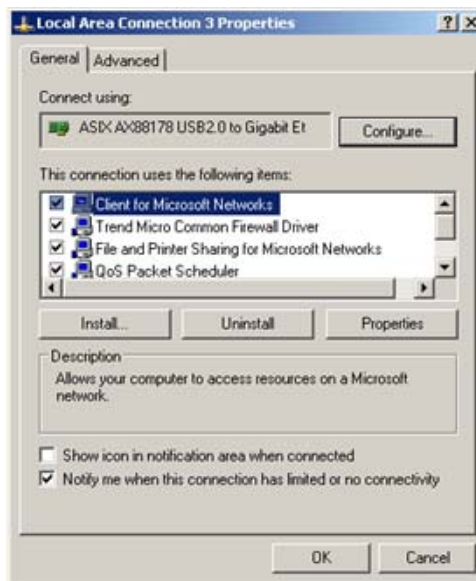 Local Area Connection 3 Properties
General
Advanced
Connect using:
ASIX AX88178 USB2.0 to Gigabit Et
Configure...
This connection uses the following items:
Client for Microsoft Networks
Trend Micro Common Firewall Driver
File and Printer Sharing for Microsoft Networks
QoS Packet Scheduler
Install...
Uninstall
Properties
Description
Allows your computer to access resources on a Microsoft
network.
Show icon in notification area when connected
Notify me when this connection has limited or no connectivity
OK
Cancel